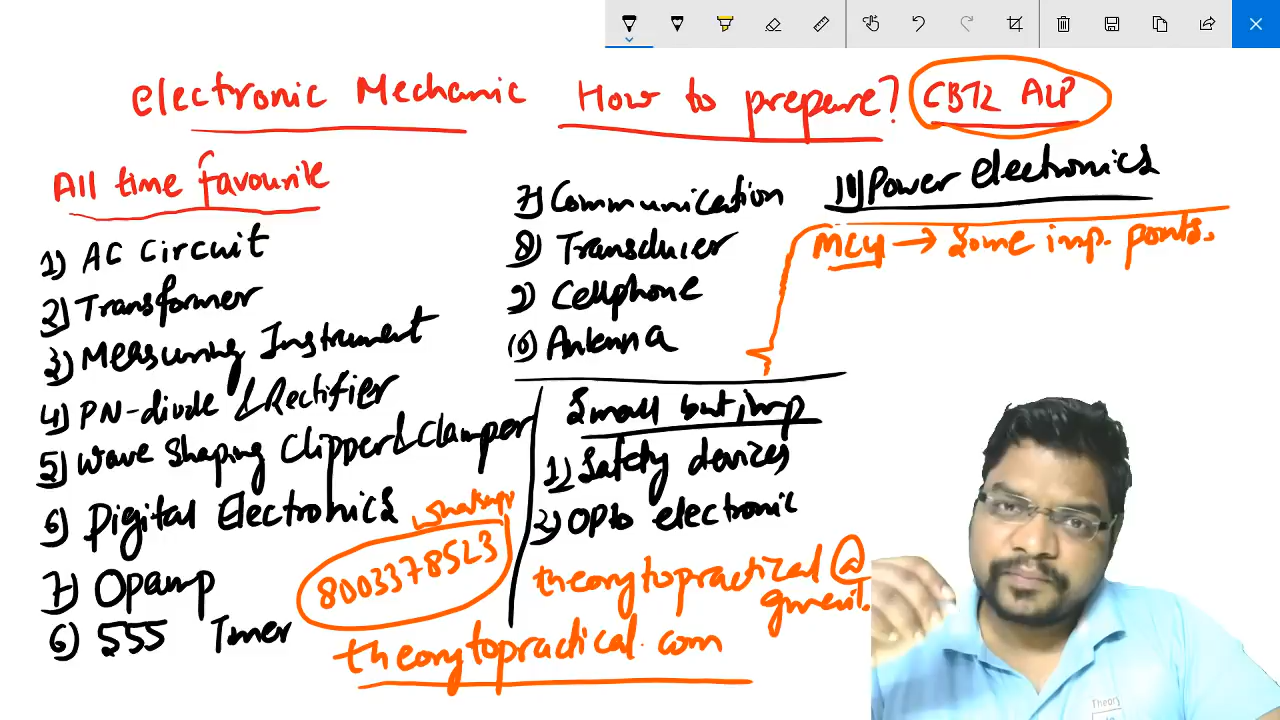 Electronic Mechanic How to prepare? CBT2 ALP
All time favourite
1) AC Circuit
2) Transformer
3) Measuring Instrument
4) PN-diode & Rectifier
5) Wave Shaping Clipper & Clamper
6) Digital Electronics
7) Opamp
6) 555 Timer
whatsapp
8003378523
theorytopractical.com
7) Communication
8) Transducer
9) Cellphone
10) Antenna
Small but imp
1) Safety devices
2) Opto electronic
theorytopractical@
gmail.
11) Power electronics
MCU → Some imp. points.
Theory